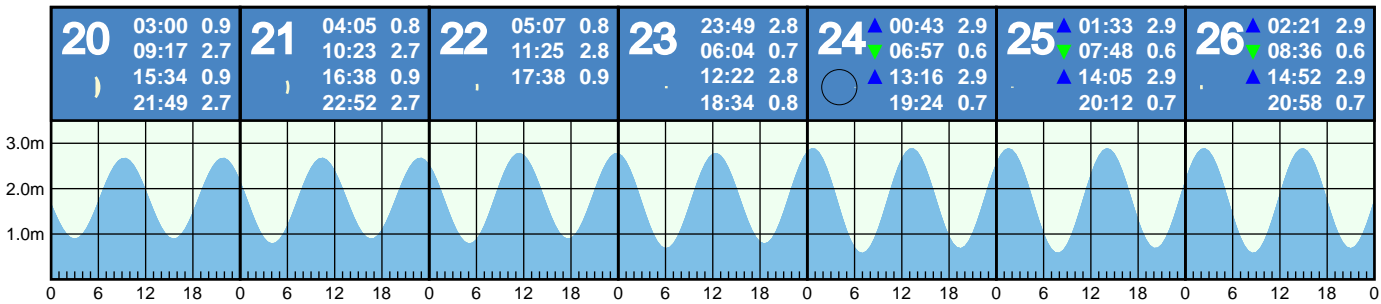 20
03:00 0.9
09:17 2.7
15:34 0.9
21:49 2.7
21
04:05 0.8
10:23 2.7
16:38 0.9
22:52 2.7
22
05:07 0.8
11:25 2.8
17:38 0.9
23
23:49 2.8
06:04 0.7
12:22 2.8
18:34 0.8
24
▲ 00:43 2.9
▼ 06:57 0.6
▲ 13:16 2.9
19:24 0.7
25
▲ 01:33 2.9
▼ 07:48 0.6
▲ 14:05 2.9
20:12 0.7
26
▲ 02:21 2.9
▼ 08:36 0.6
▲ 14:52 2.9
20:58 0.7
3.0m
2.0m
1.0m
0 6 12 18 0 6 12 18 0 6 12 18 0 6 12 18 0 6 12 18 0 6 12 18 0 6 12 18 0